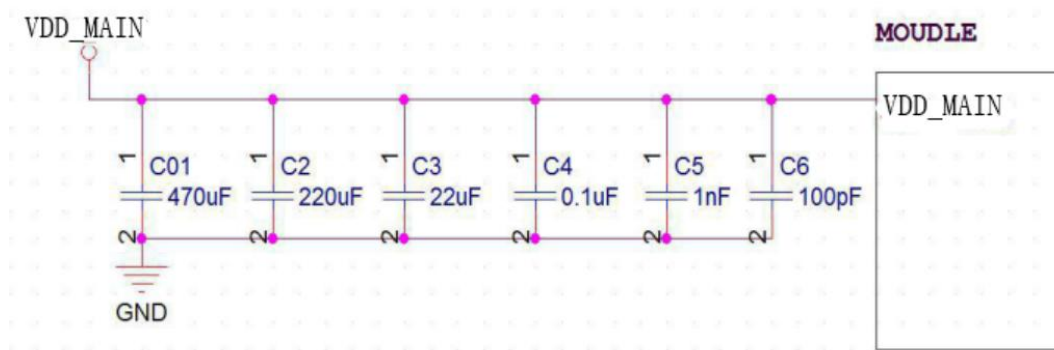 VDD_MAIN
MOUDLE
VDD_MAIN
1 C01 1 C2 1 C3 1 C4 1 C5 1 C6
470uF 220uF 22uF 0.1uF 1nF 100pF
2 2 2 2 2 2
GND